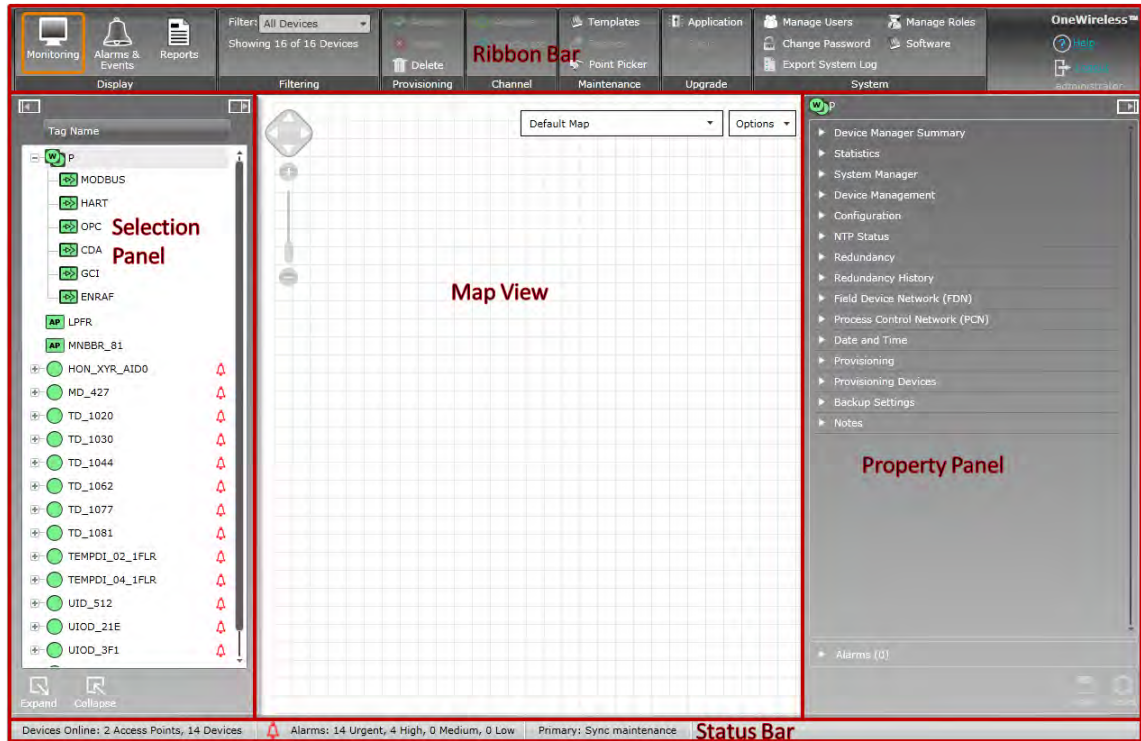 Monitoring
Alarms & Events
Reports
Display
Filter: All Devices
Showing 16 of 16 Devices
Filtering
Delete
Provisioning
Ribbon Bar
Channel
Templates
Point Picker
Maintenance
Application
Upgrade
Manage Users
Manage Roles
Change Password
Software
Export System Log
System
OneWireless™
Help
Administrator
Tag Name
P
MODBUS
HART
OPC
CDA
GCI
ENRAF
Selection
Panel
LPFR
MNBBR_81
HON_XYR_AID0
MD_427
TD_1020
TD_1030
TD_1044
TD_1062
TD_1077
TD_1081
TEMPDI_02_1FLR
TEMPDI_04_1FLR
UID_512
UIOD_21E
UIOD_3F1
W
AP
AP
Expand
Collapse
Default Map
Options
Map View
W
P
Device Manager Summary
Statistics
System Manager
Device Management
Configuration
NTP Status
Redundancy
Redundancy History
Field Device Network (FDN)
Process Control Network (PCN)
Date and Time
Provisioning
Provisioning Devices
Backup Settings
Notes
Property Panel
Alarms (0)
Devices Online: 2 Access Points, 14 Devices
Alarms: 14 Urgent, 4 High, 0 Medium, 0 Low
Primary: Sync maintenance
Status Bar